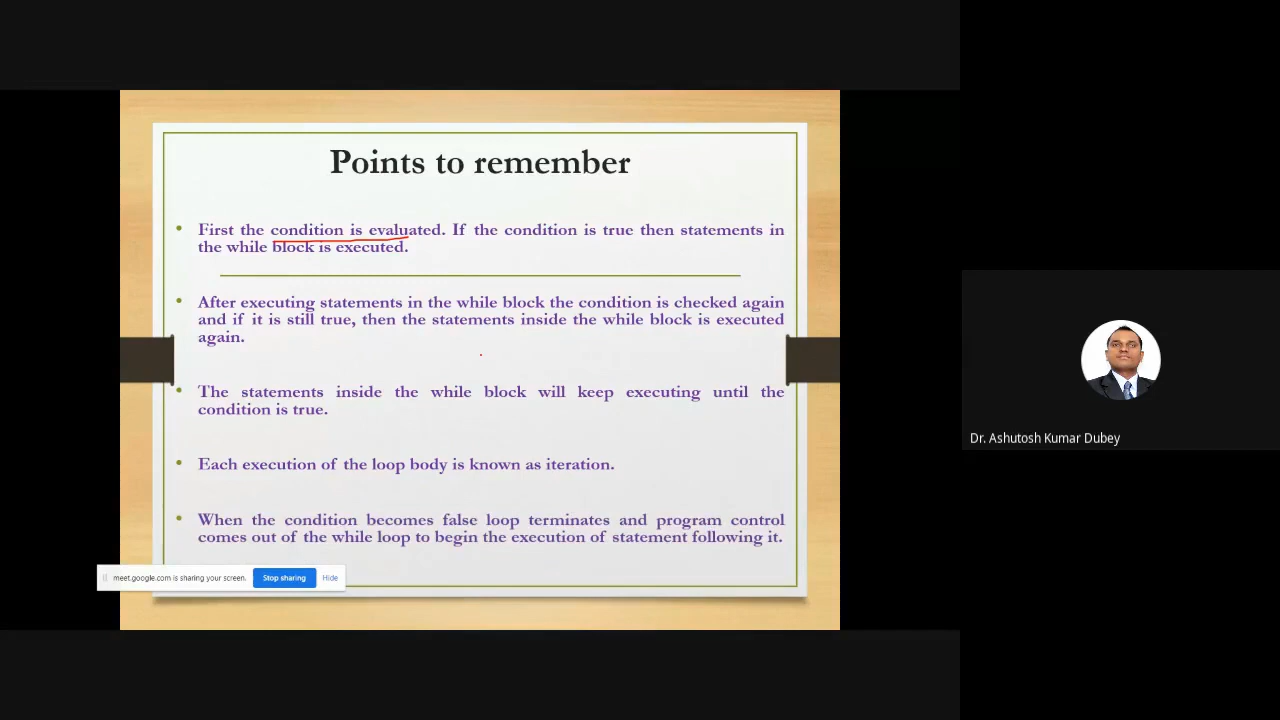 Points to remember
• First the condition is evaluated. If the condition is true then statements in
the while block is executed.
• After executing statements in the while block the condition is checked again
and if it is still true, then the statements inside the while block is executed
again.
• The statements inside the while block will keep executing until the
condition is true.
• Each execution of the loop body is known as iteration.
• When the condition becomes false loop terminates and program control
comes out of the while loop to begin the execution of statement following it.
meet.google.com is sharing your screen. Stop sharing Hide
Dr. Ashutosh Kumar Dubey